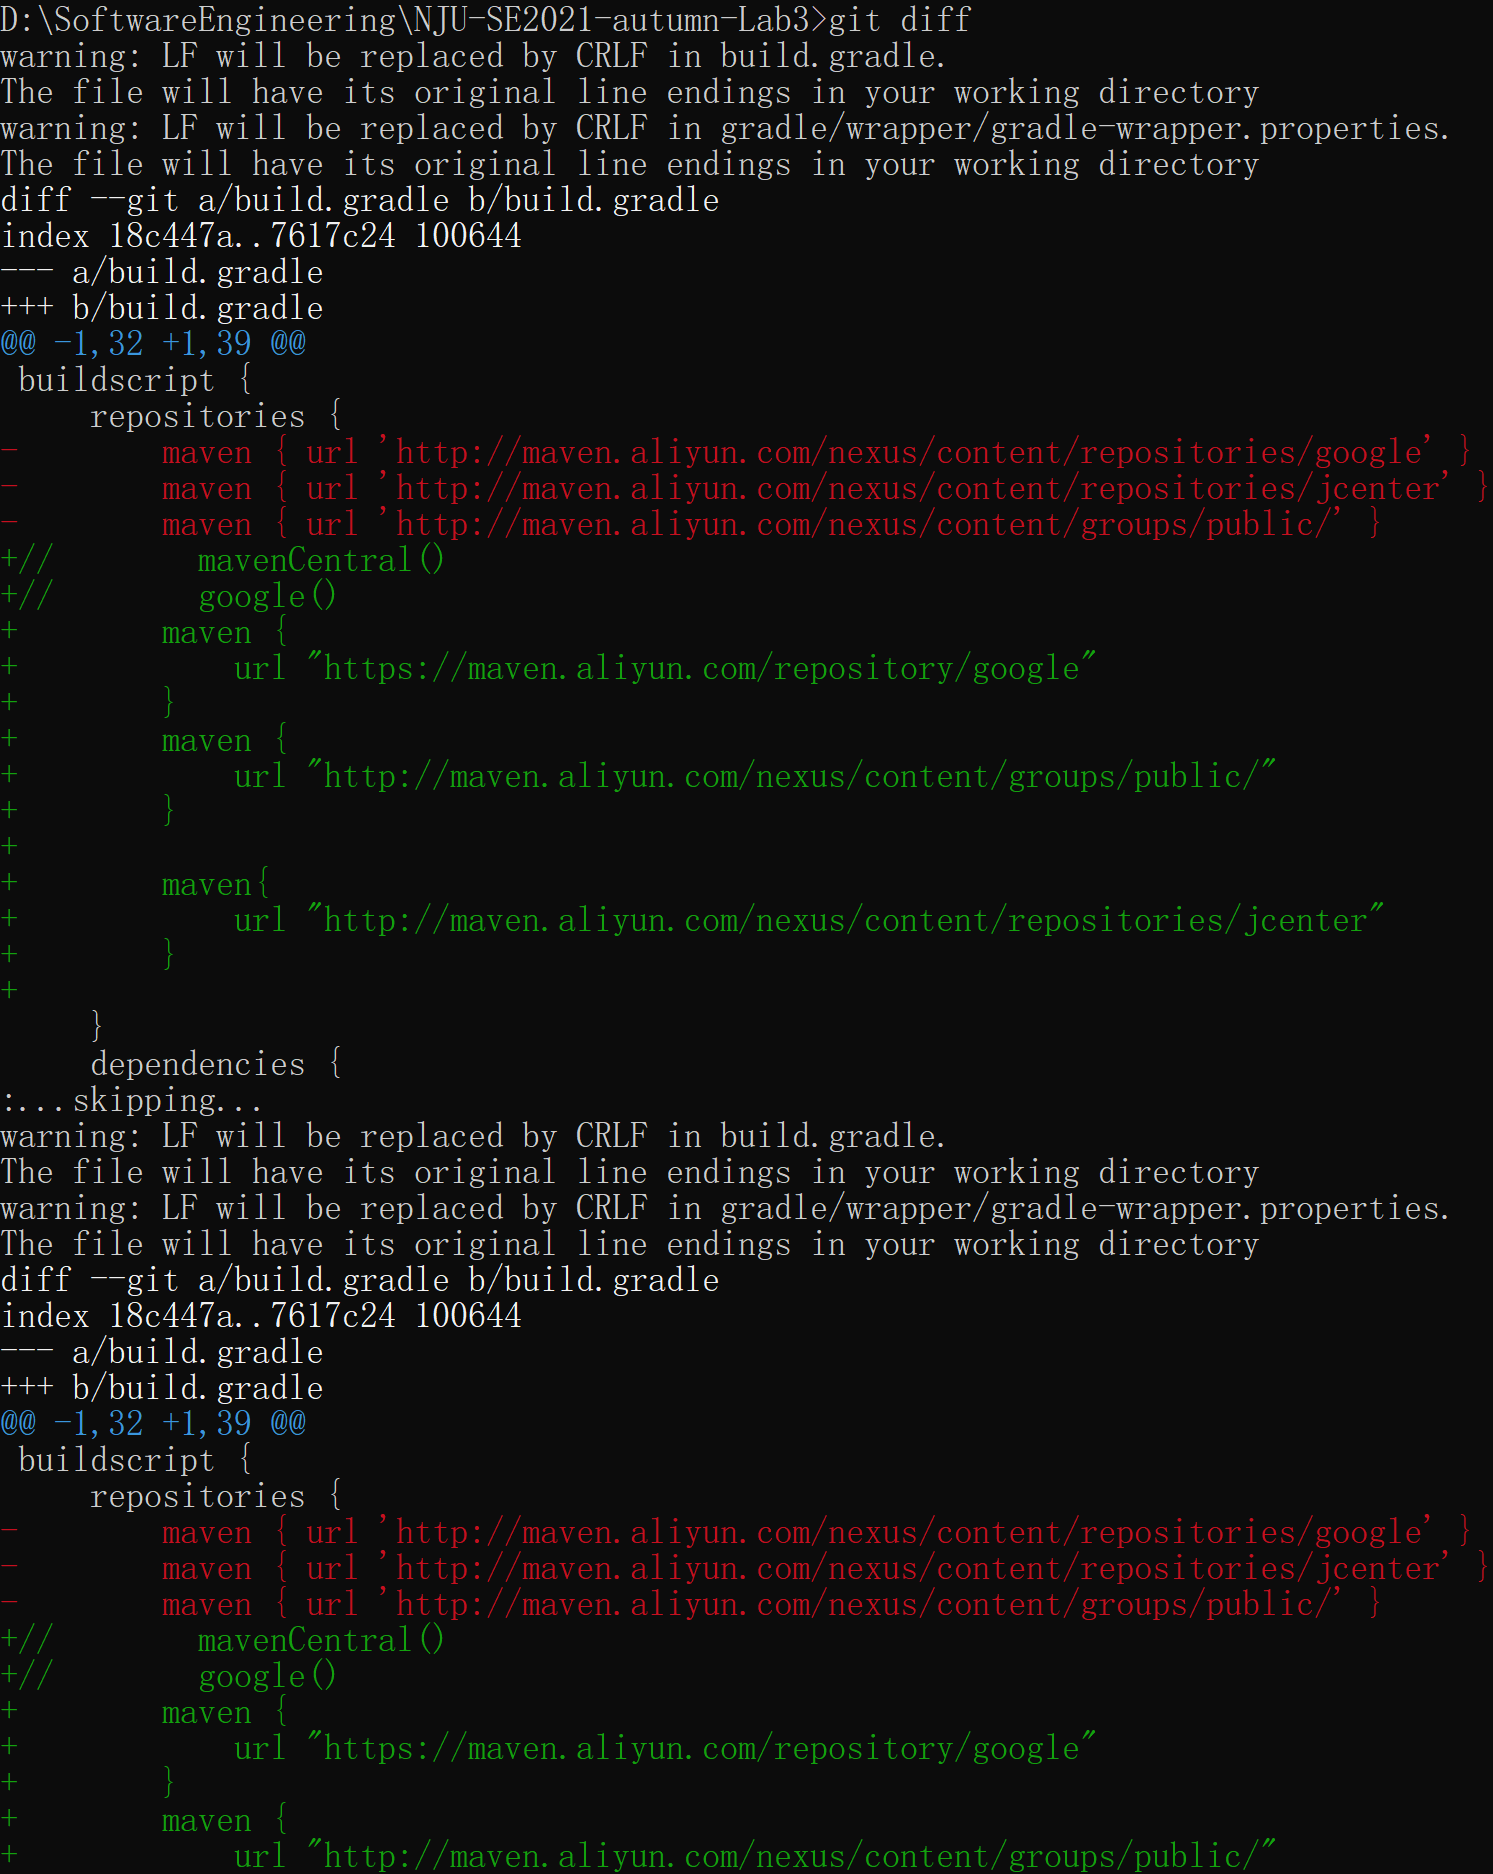 D:\SoftwareEngineering\NJU-SE2021-autumn-Lab3>git diff
warning: LF will be replaced by CRLF in build.gradle.
The file will have its original line endings in your working directory
warning: LF will be replaced by CRLF in gradle/wrapper/gradle-wrapper.properties.
The file will have its original line endings in your working directory
diff --git a/build.gradle b/build.gradle
index 18c447a..7617c24 100644
--- a/build.gradle
+++ b/build.gradle
@@ -1,32 +1,39 @@
 buildscript {
     repositories {
-        maven { url 'http://maven.aliyun.com/nexus/content/repositories/google' }
-        maven { url 'http://maven.aliyun.com/nexus/content/repositories/jcenter' }
-        maven { url 'http://maven.aliyun.com/nexus/content/groups/public/' }
+//        mavenCentral()
+//        google()
+        maven {
+            url "https://maven.aliyun.com/repository/google"
+        }
+        maven {
+            url "http://maven.aliyun.com/nexus/content/groups/public/"
+        }
+
+        maven{
+            url "http://maven.aliyun.com/nexus/content/repositories/jcenter"
+        }
+
     }
     dependencies {
:...skipping...
warning: LF will be replaced by CRLF in build.gradle.
The file will have its original line endings in your working directory
warning: LF will be replaced by CRLF in gradle/wrapper/gradle-wrapper.properties.
The file will have its original line endings in your working directory
diff --git a/build.gradle b/build.gradle
index 18c447a..7617c24 100644
--- a/build.gradle
+++ b/build.gradle
@@ -1,32 +1,39 @@
 buildscript {
     repositories {
-        maven { url 'http://maven.aliyun.com/nexus/content/repositories/google' }
-        maven { url 'http://maven.aliyun.com/nexus/content/repositories/jcenter' }
-        maven { url 'http://maven.aliyun.com/nexus/content/groups/public/' }
+//        mavenCentral()
+//        google()
+        maven {
+            url "https://maven.aliyun.com/repository/google"
+        }
+        maven {
+            url "http://maven.aliyun.com/nexus/content/groups/public/"